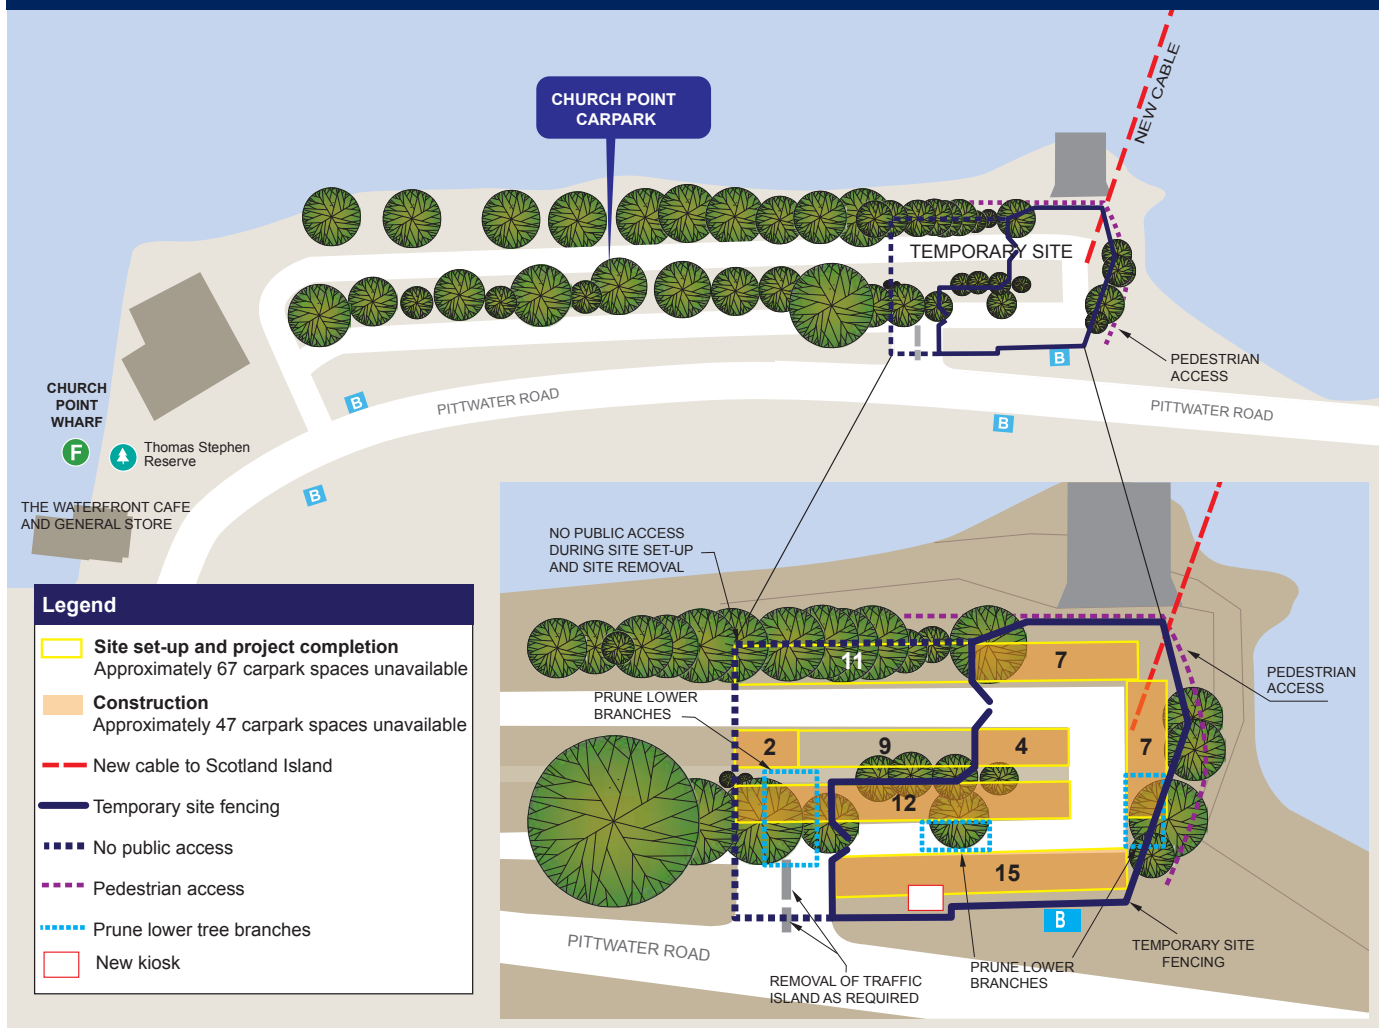 CHURCH POINT
CARPARK
NEW CABLE
TEMPORARY SITE
PEDESTRIAN
ACCESS
B
PITTWATER ROAD
PITTWATER ROAD
B
B
B
CHURCH
POINT
WHARF
F
Thomas Stephen
Reserve
THE WATERFRONT CAFE
AND GENERAL STORE
NO PUBLIC ACCESS
DURING SITE SET-UP
AND SITE REMOVAL
11
7
PEDESTRIAN
ACCESS
PRUNE LOWER
BRANCHES
2
9
4
7
12
15
B
PITTWATER ROAD
REMOVAL OF TRAFFIC
ISLAND AS REQUIRED
PRUNE LOWER
BRANCHES
TEMPORARY SITE
FENCING
Legend
Site set-up and project completion
Approximately 67 carpark spaces unavailable
Construction
Approximately 47 carpark spaces unavailable
New cable to Scotland Island
Temporary site fencing
No public access
Pedestrian access
Prune lower tree branches
New kiosk